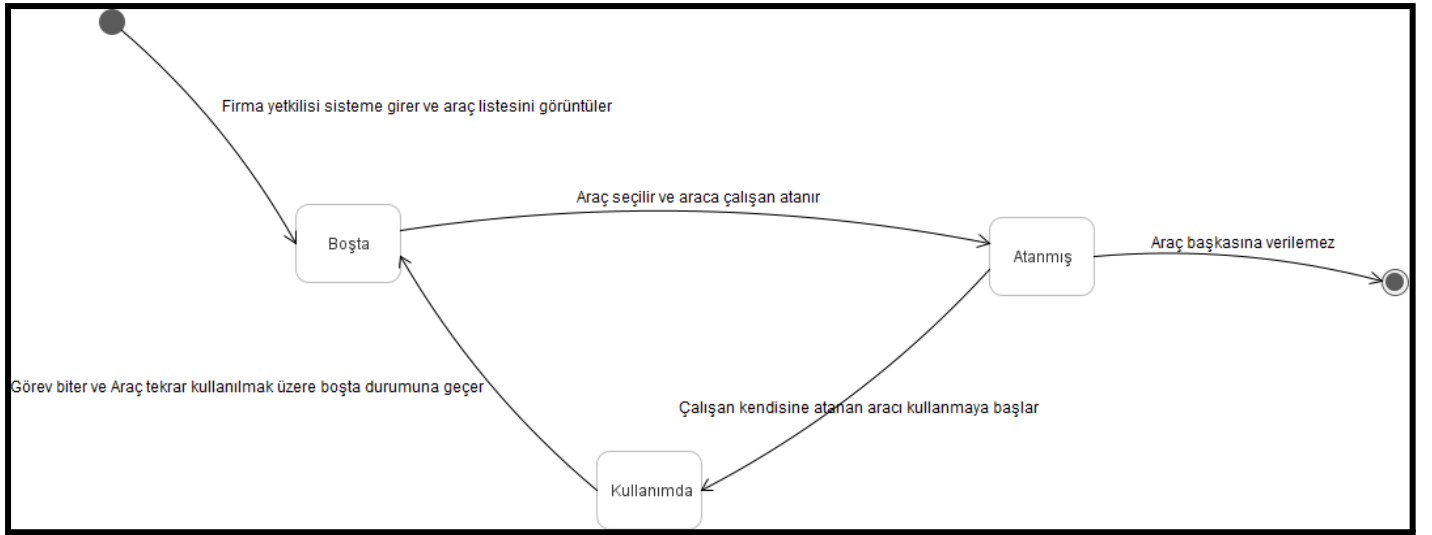 Firma yetkilisi sisteme girer ve araç listesini görüntüler
Araç seçilir ve araca çalışan atanır
Boşta
Atanmış
Araç başkasına verilemez
Görev biter ve Araç tekrar kullanılmak üzere boşta durumuna geçer
Çalışan kendisine atanan aracı kullanmaya başlar
Kullanımda